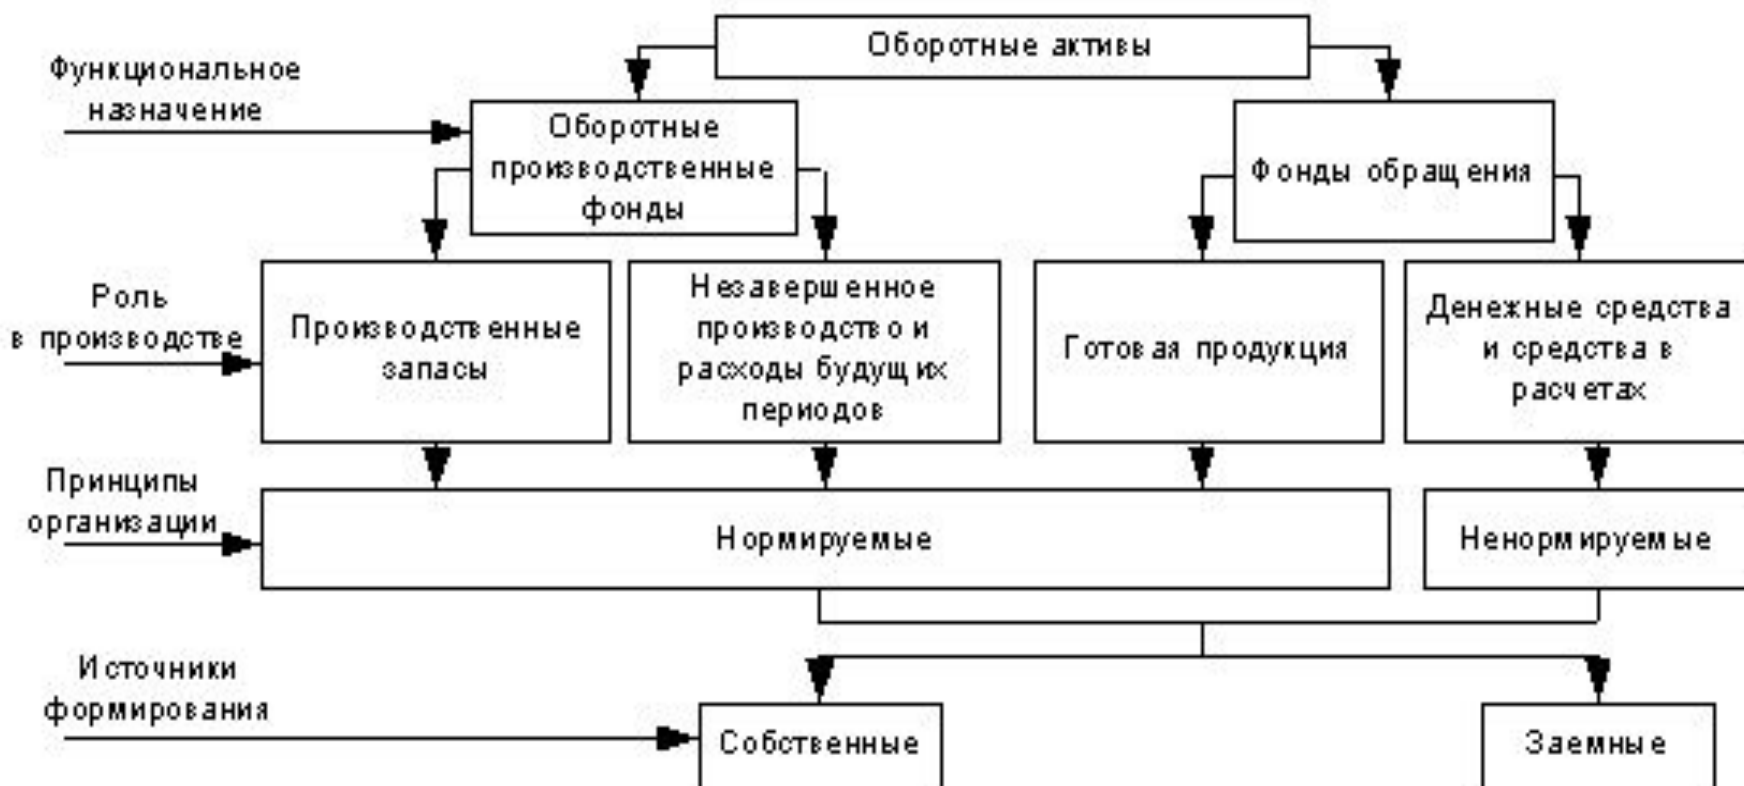 Оборотные активы
Функциональное
назначение
Оборотные
производственные
фонды
Фонды обращения
Роль
в производстве
Производственные
запасы
Незавершенное
производство и
расходы будущих
периодов
Готовая продукция
Денежные средства
и средства в
расчетах
Принципы
организации
Нормируемые
Ненормируемые
Источники
формирования
Собственные
Заемные